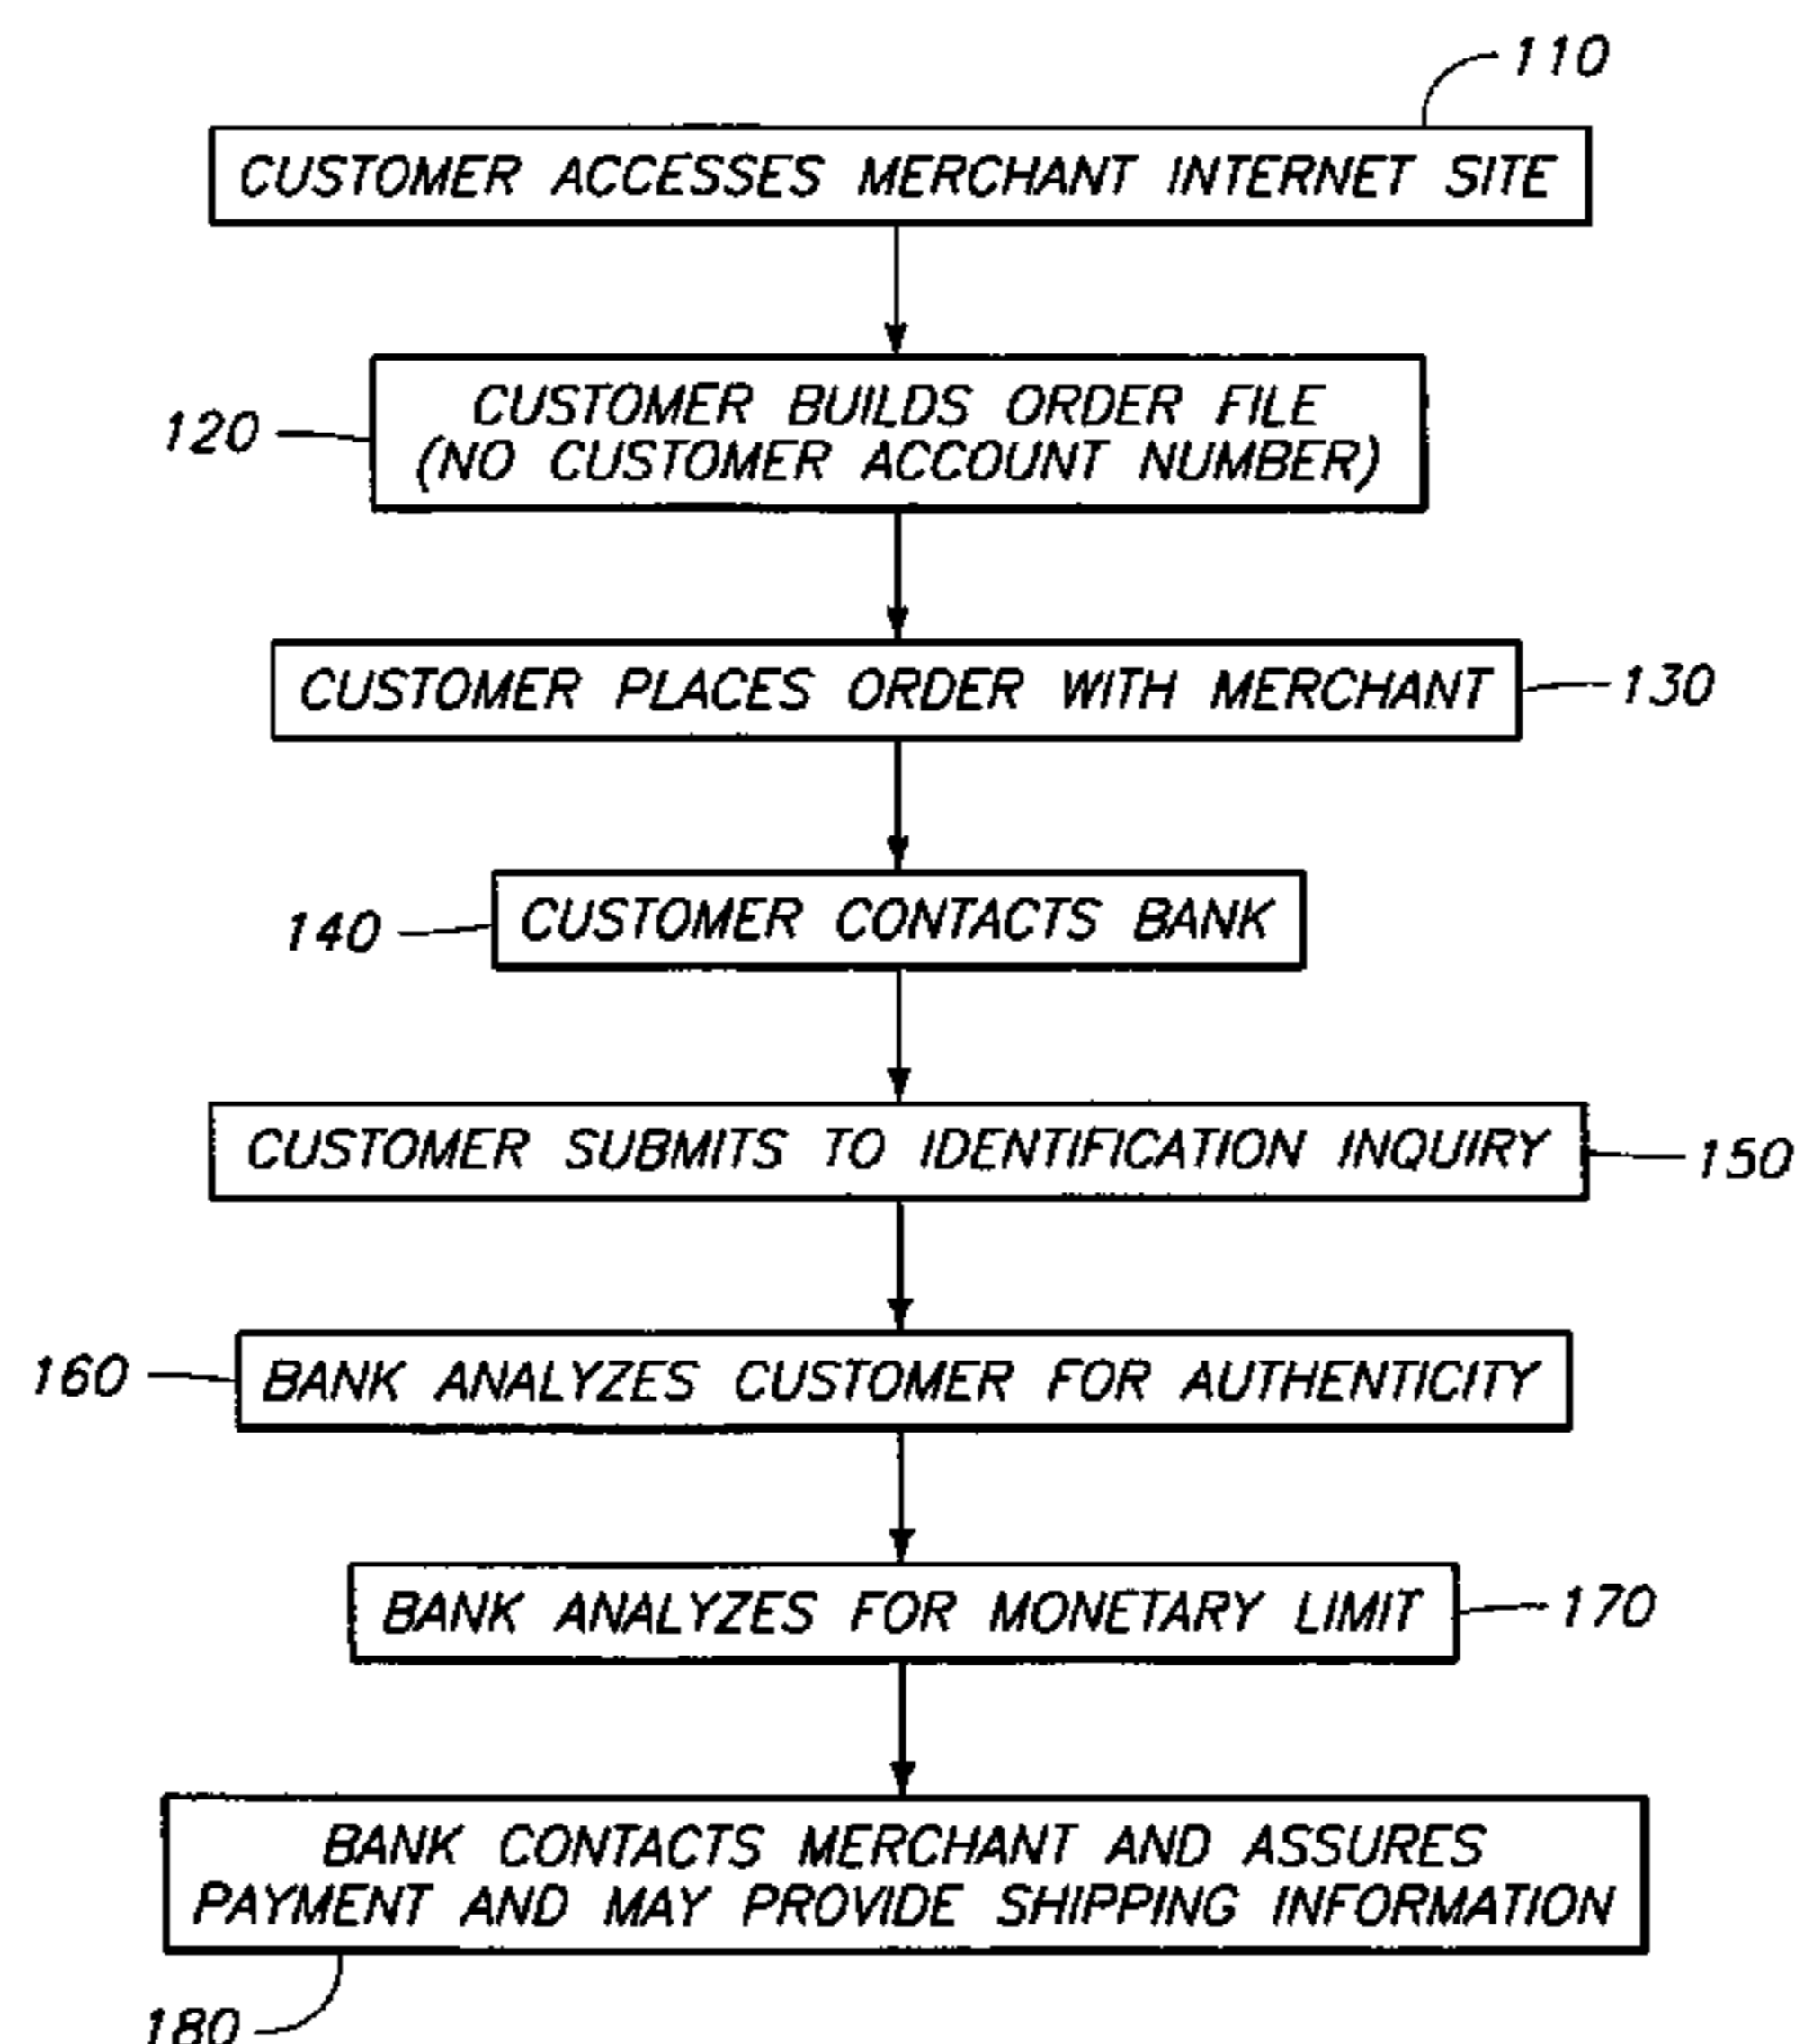 110
CUSTOMER ACCESSES MERCHANT INTERNET SITE
120
CUSTOMER BUILDS ORDER FILE
(NO CUSTOMER ACCOUNT NUMBER)
CUSTOMER PLACES ORDER WITH MERCHANT
130
140
CUSTOMER CONTACTS BANK
CUSTOMER SUBMITS TO IDENTIFICATION INQUIRY
150
160
BANK ANALYZES CUSTOMER FOR AUTHENTICITY
BANK ANALYZES FOR MONETARY LIMIT
170
BANK CONTACTS MERCHANT AND ASSURES
PAYMENT AND MAY PROVIDE SHIPPING INFORMATION
180